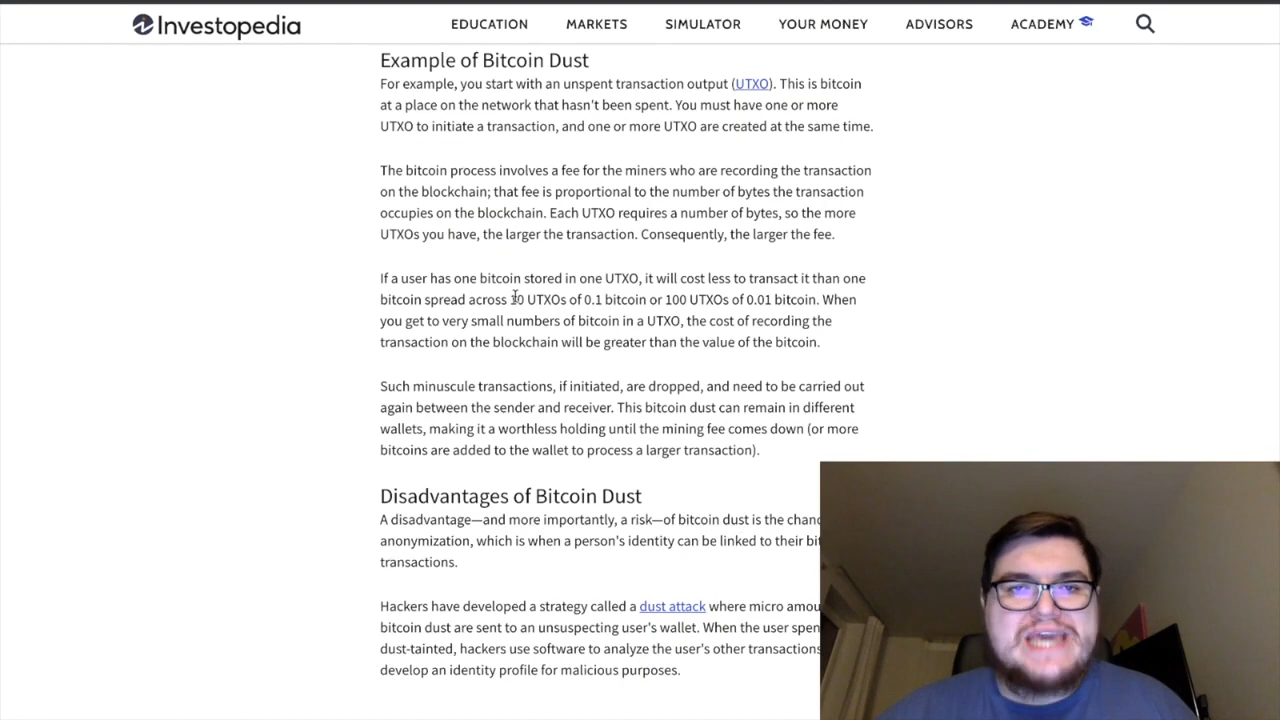 Investopedia
EDUCATION MARKETS SIMULATOR YOUR MONEY ADVISORS ACADEMY
Example of Bitcoin Dust
For example, you start with an unspent transaction output (UTXO). This is bitcoin
at a place on the network that hasn't been spent. You must have one or more
UTXO to initiate a transaction, and one or more UTXO are created at the same time.
The bitcoin process involves a fee for the miners who are recording the transaction
on the blockchain; that fee is proportional to the number of bytes the transaction
occupies on the blockchain. Each UTXO requires a number of bytes, so the more
UTXOs you have, the larger the transaction. Consequently, the larger the fee.
If a user has one bitcoin stored in one UTXO, it will cost less to transact it than one
bitcoin spread across 10 UTXOs of 0.1 bitcoin or 100 UTXOs of 0.01 bitcoin. When
you get to very small numbers of bitcoin in a UTXO, the cost of recording the
transaction on the blockchain will be greater than the value of the bitcoin.
Such minuscule transactions, if initiated, are dropped, and need to be carried out
again between the sender and receiver. This bitcoin dust can remain in different
wallets, making it a worthless holding until the mining fee comes down (or more
bitcoins are added to the wallet to process a larger transaction).
Disadvantages of Bitcoin Dust
A disadvantage—and more importantly, a risk—of bitcoin dust is the
anonymization, which is when a person's identity can be linked to their
transactions.
Hackers have developed a strategy called a dust attack where micro
bitcoin dust are sent to an unsuspecting user's wallet. When the user
dust-tainted, hackers use software to analyze the user's other transactions
develop an identity profile for malicious purposes.